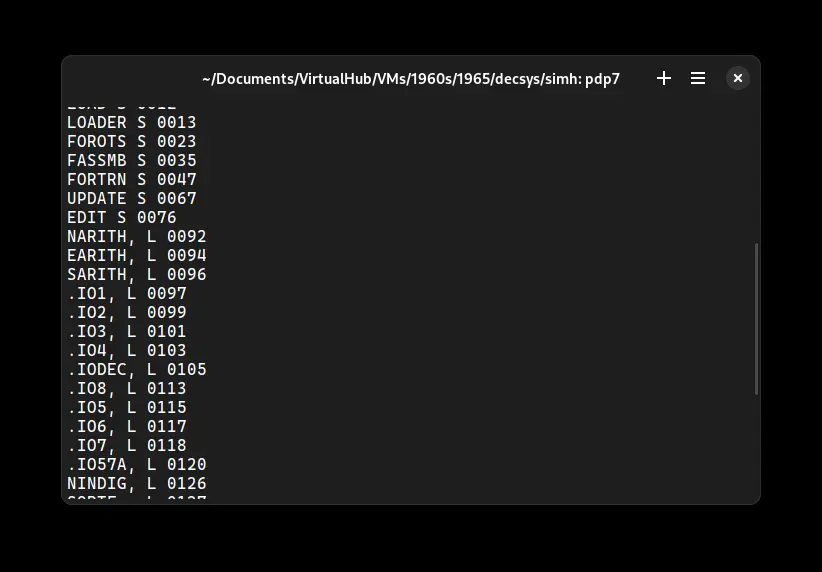 ~/Documents/VirtualHub/VMs/1960s/1965/decsys/simh: pdp7
LOAD S 0012
LOADER S 0013
FOROTS S 0023
FASSMB S 0035
FORTRN S 0047
UPDATE S 0067
EDIT S 0076
NARITH, L 0092
EARITH, L 0094
SARITH, L 0096
.IO1, L 0097
.IO2, L 0099
.IO3, L 0101
.IO4, L 0103
.IODEC, L 0105
.IO8, L 0113
.IO5, L 0115
.IO6, L 0117
.IO7, L 0118
.IO57A, L 0120
NINDIG, L 0126